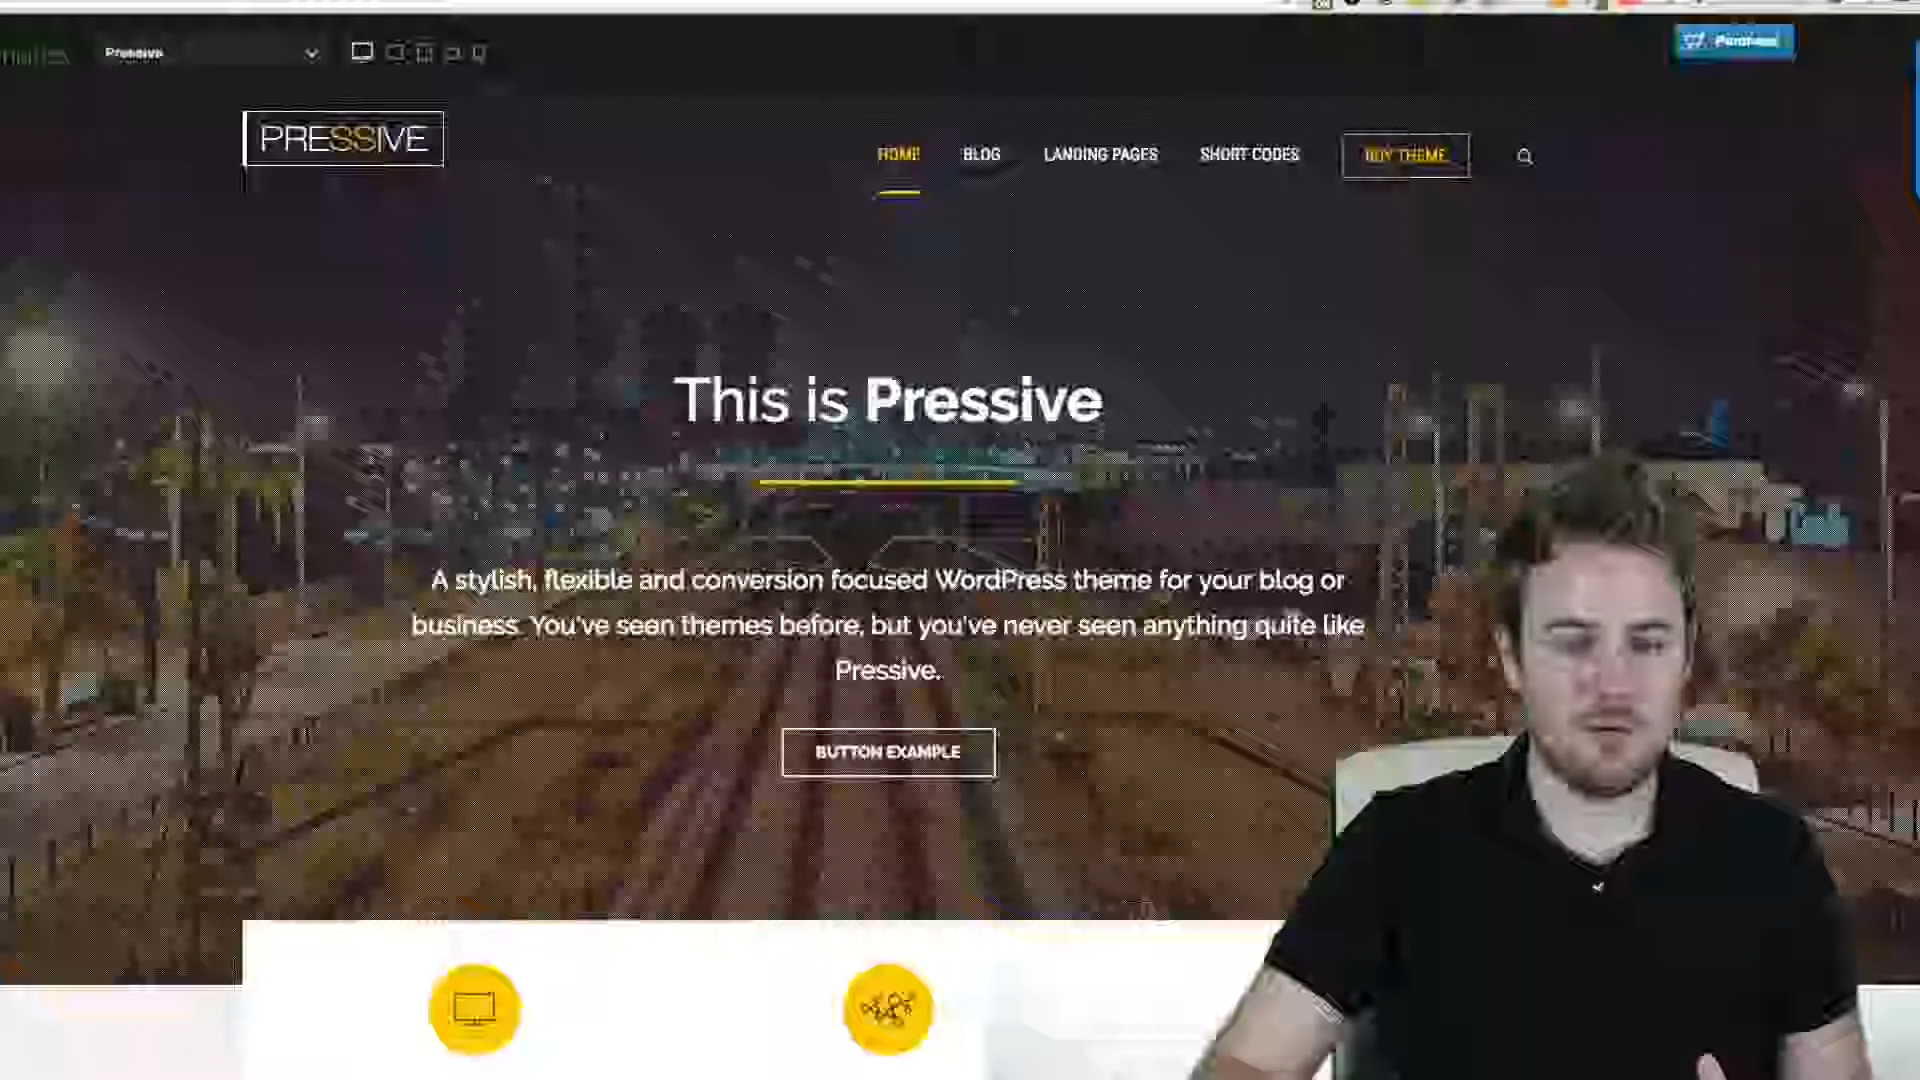 Pressive
Purchase
PRESSIVE
HOME
BLOG
LANDING PAGES
SHORT CODES
BUY THEME
This is Pressive
A stylish, flexible and conversion focused WordPress theme for your blog or
business. You've seen themes before, but you've never seen anything quite like
Pressive.
BUTTON EXAMPLE